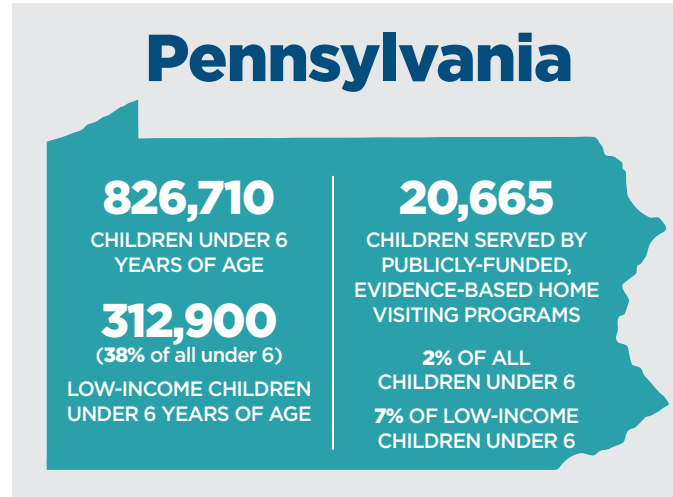 Pennsylvania
826,710
CHILDREN UNDER 6
YEARS OF AGE
312,900
(38% of all under 6)
LOW-INCOME CHILDREN
UNDER 6 YEARS OF AGE
20,665
CHILDREN SERVED BY
PUBLICLY-FUNDED,
EVIDENCE-BASED HOME
VISITING PROGRAMS
2% OF ALL
CHILDREN UNDER 6
7% OF LOW-INCOME
CHILDREN UNDER 6